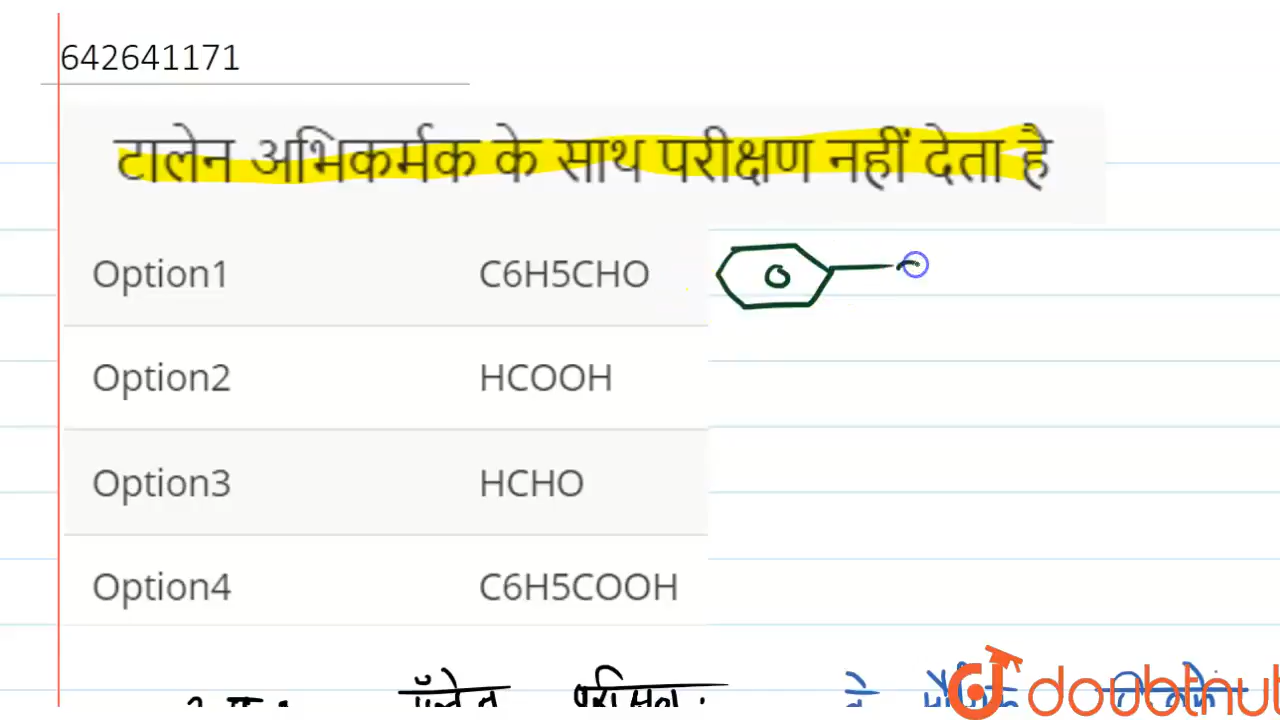 642641171
टालेन अभिकर्मक के साथ परीक्षण नहीं देता है
Option1 C6H5CHO
Option2 HCOOH
Option3 HCHO
Option4 C6H5COOH
doubtnut